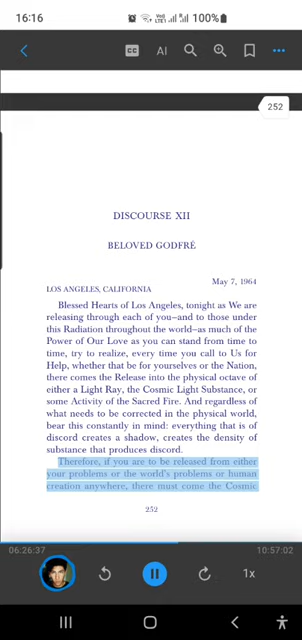 16:16
100%
CC AI
252
DISCOURSE XII
BELOVED GODFRÉ
May 7, 1964
LOS ANGELES, CALIFORNIA
Blessed Hearts of Los Angeles, tonight as We are
releasing through each of you—and to those under
this Radiation throughout the world—as much of the
Power of Our Love as you can stand from time to
time, try to realize, every time you call to Us for
Help, whether that be for yourselves or the Nation,
there comes the Release into the physical octave of
either a Light Ray, the Cosmic Light Substance, or
some Activity of the Sacred Fire. And regardless of
what needs to be corrected in the physical world,
bear this constantly in mind: everything that is
of discord creates a shadow, creates the density of
substance that produces discord.
Therefore, if you are to be released from either
your problems or the world's problems or human
creation anywhere, there must come the Cosmic
252
06:26:37
10:57:02
1x